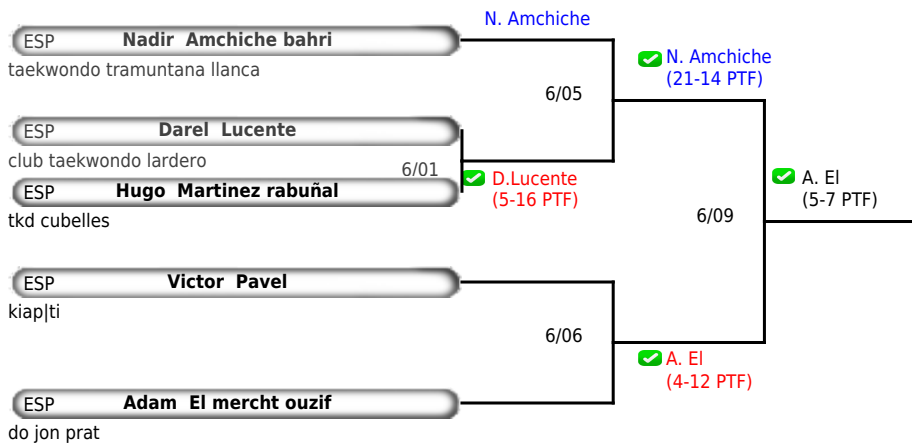 N. Amchiche
ESP Nadir Amchiche bahri
taekwondo tramuntana llanca
N. Amchiche
(21-14 PTF)
6/05
ESP Darel Lucente
club taekwondo lardero
6/01
ESP Hugo Martinez rabuñal
tkd cubelles
D.Lucente
(5-16 PTF)
A. El
(5-7 PTF)
6/09
ESP Victor Pavel
kiap|ti
6/06
A. El
(4-12 PTF)
ESP Adam El mercht ouzif
do jon prat